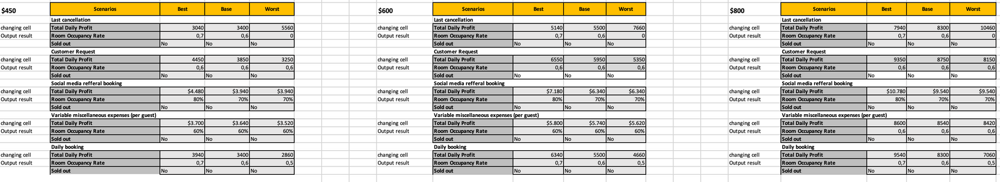 $450 Scenarios Best Base Worst $600 Scenarios Best Base Worst $800 Scenarios Best Base Worst
Last cancellation Last cancellation Last cancellation
changing cell Total Daily Profit 3040 3400 5560 changing cell Total Daily Profit 5140 5500 7660 changing cell Total Daily Profit 7940 8300 10460
Output result Room Occupancy Rate 0,7 0,6 0 Output result Room Occupancy Rate 0,7 0,6 0 Output result Room Occupancy Rate 0,7 0,6 0
Sold out No No No Sold out No No No Sold out No No No
Customer Request Customer Request Customer Request
changing cell Total Daily Profit 4450 3850 3250 changing cell Total Daily Profit 6550 5950 5350 changing cell Total Daily Profit 9350 8750 8150
Output result Room Occupancy Rate 0,6 0,6 0,6 Output result Room Occupancy Rate 0,6 0,6 0,6 Output result Room Occupancy Rate 0,6 0,6 0,6
Sold out No No No Sold out No No No Sold out No No No
Social media refferal booking Social media refferal booking Social media refferal booking
changing cell Total Daily Profit $4.480 $3.940 $3.940 changing cell Total Daily Profit $7.180 $6.340 $6.340 changing cell Total Daily Profit $10.780 $9.540 $9.540
Output result Room Occupancy Rate 80% 70% 70% Output result Room Occupancy Rate 80% 70% 70% Output result Room Occupancy Rate 80% 70% 70%
Sold out No No No Sold out No No No Sold out No No No
Variable miscellaneous expenses (per guest) Variable miscellaneous expenses (per guest) Variable miscellaneous expenses (per guest)
changing cell Total Daily Profit $3.700 $3.640 $3.520 changing cell Total Daily Profit $5.800 $5.740 $5.620 changing cell Total Daily Profit 8600 8540 8420
Output result Room Occupancy Rate 60% 60% 60% Output result Room Occupancy Rate 60% 60% 60% Output result Room Occupancy Rate 0,6 0,6 0,6
Sold out No No No Sold out No No No Sold out No No No
Daily booking Daily booking Daily booking
changing cell Total Daily Profit 3940 3400 2860 changing cell Total Daily Profit 6340 5500 4660 changing cell Total Daily Profit 9540 8300 7060
Output result Room Occupancy Rate 0,7 0,6 0,5 Output result Room Occupancy Rate 0,7 0,6 0,5 Output result Room Occupancy Rate 0,7 0,6 0,5
Sold out No No No Sold out No No No Sold out No No No